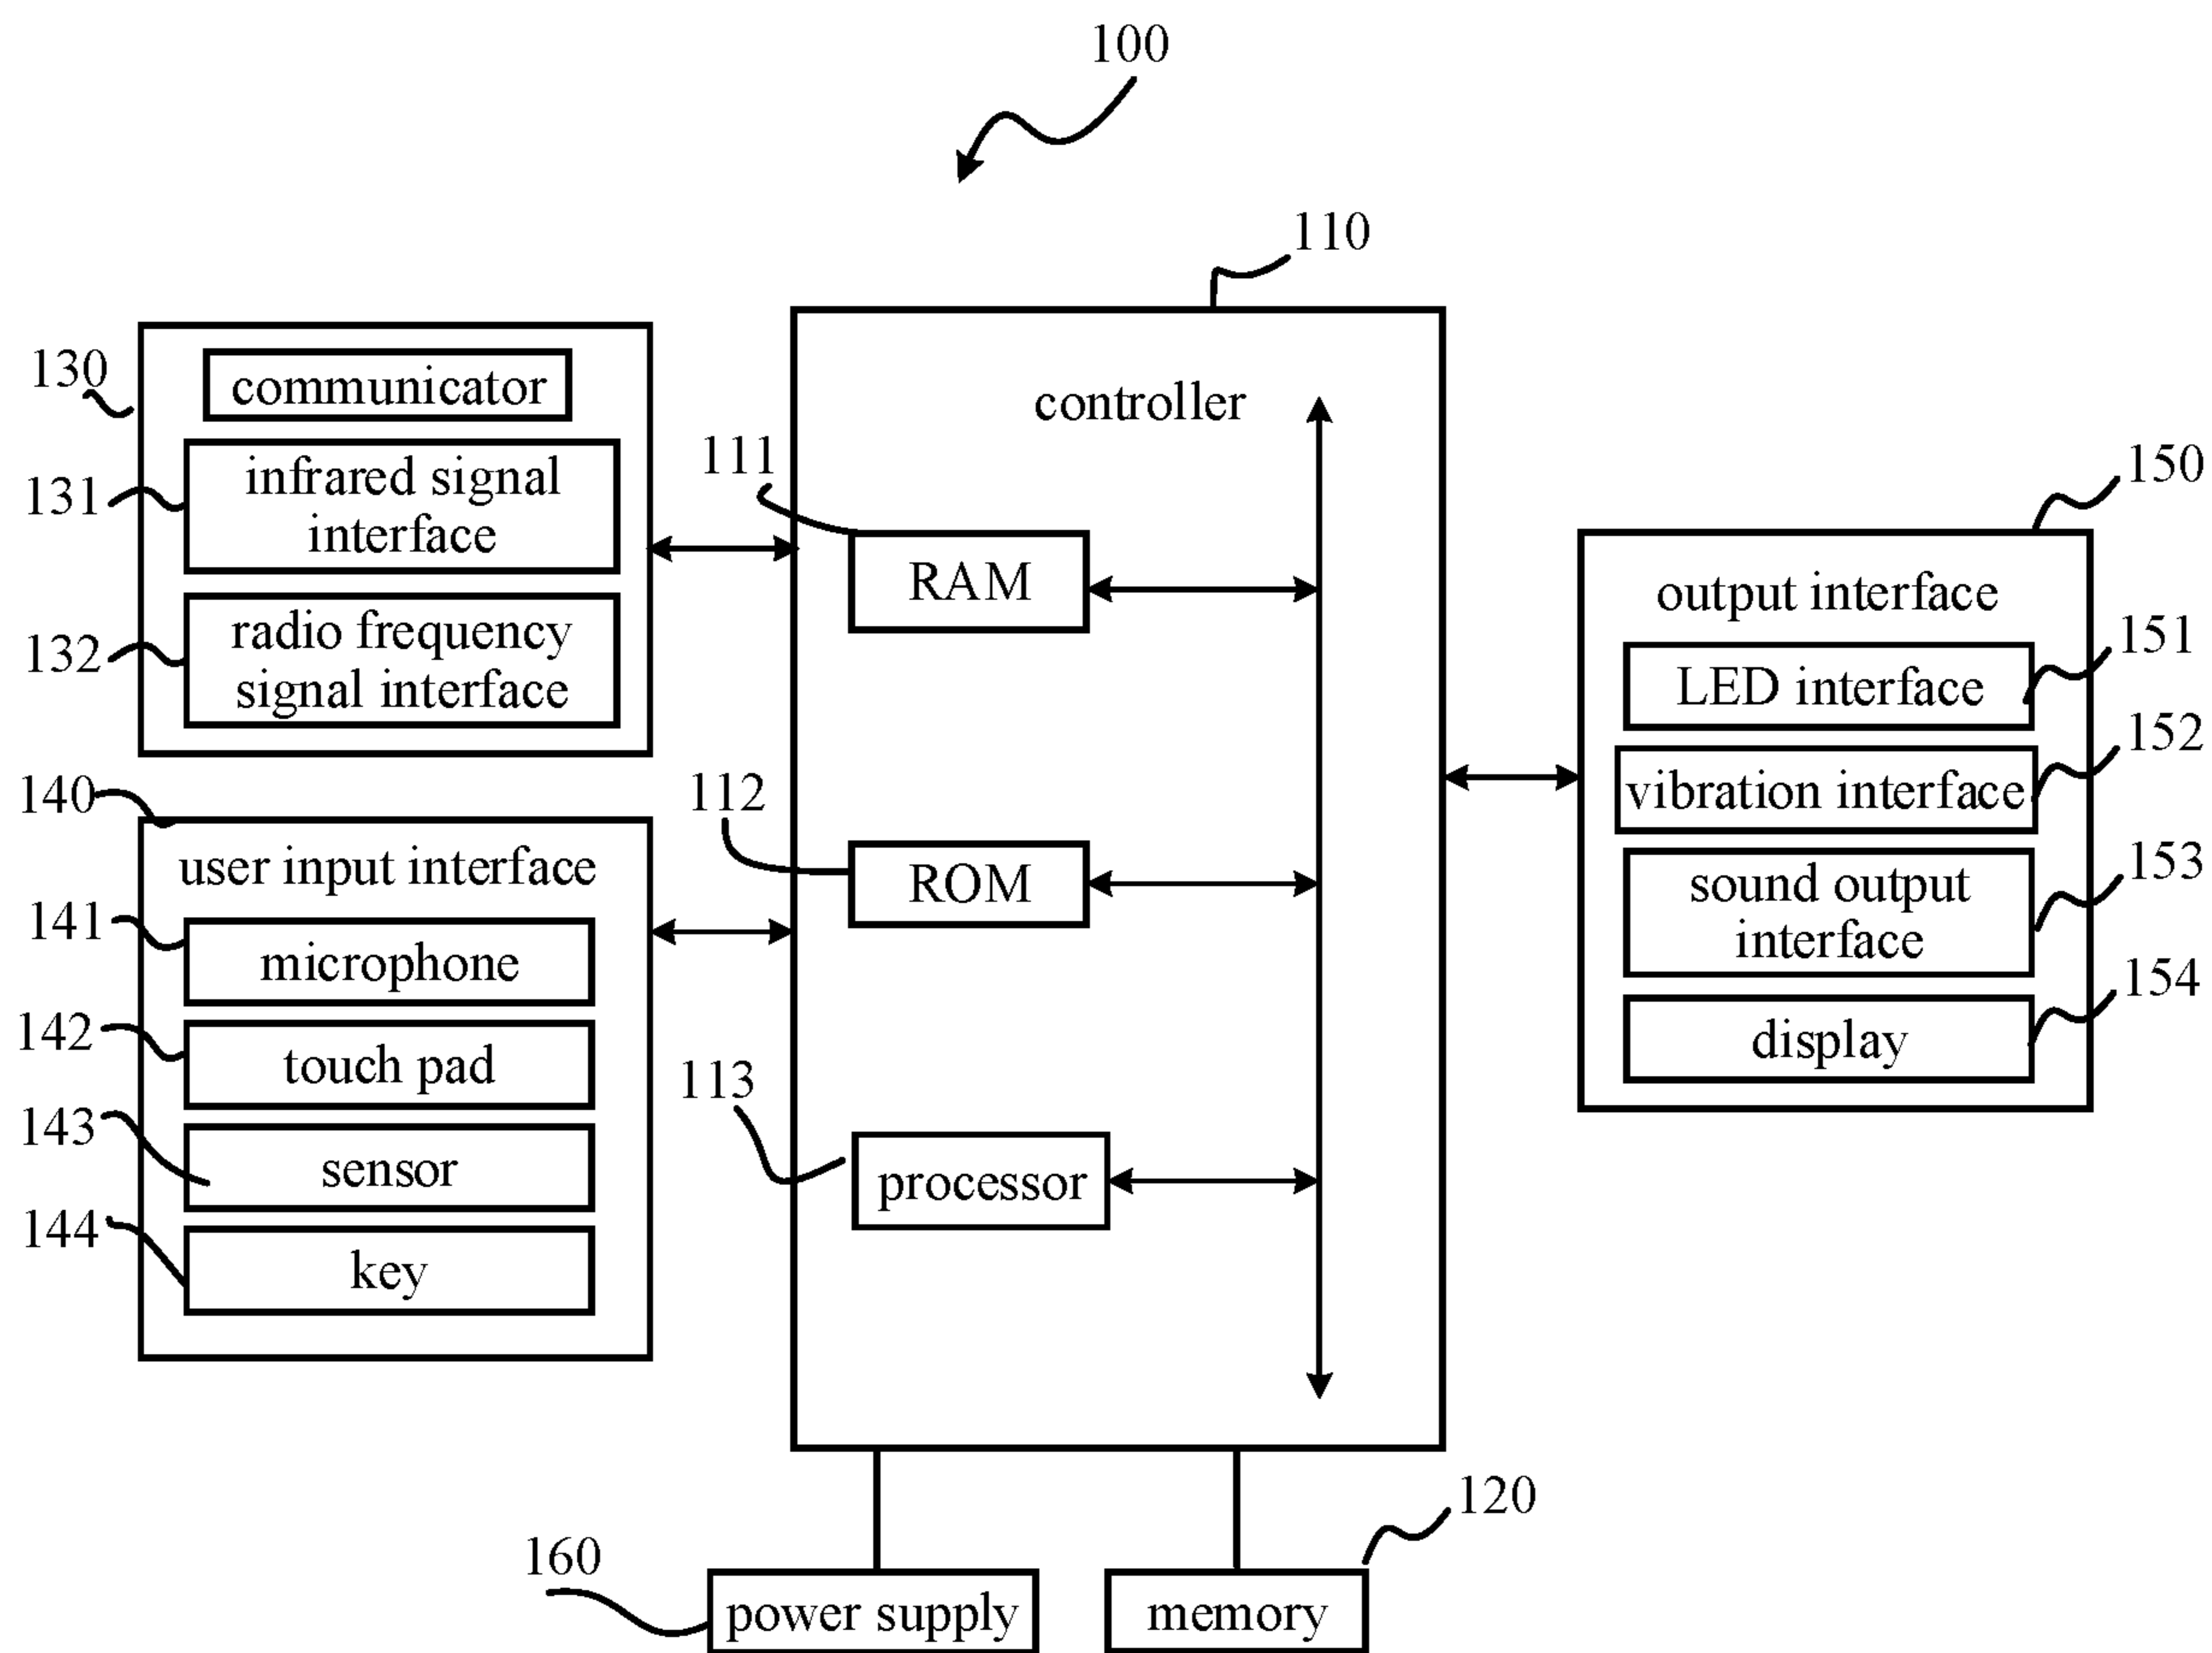 100
110
130
communicator
131
infrared signal
interface
132
radio frequency
signal interface
140
user input interface
141
microphone
142
touch pad
143
sensor
144
key
controller
111
RAM
112
ROM
113
processor
150
output interface
151
LED interface
152
vibration interface
153
sound output
interface
154
display
160
power supply
120
memory